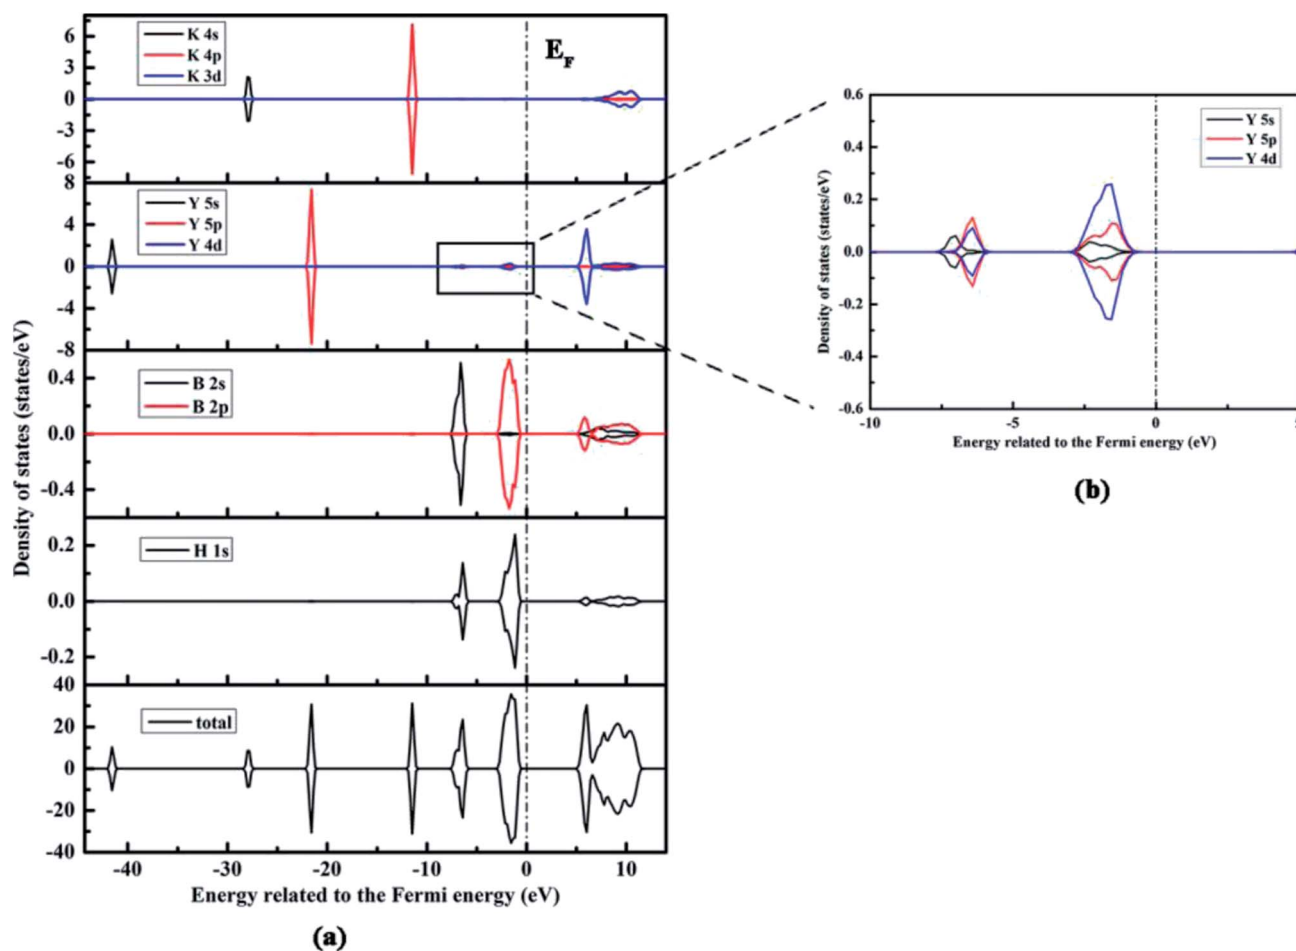 K 4s
K 4p
K 3d
E_F
6
3
0
-3
-6
Y 5s
Y 5p
Y 4d
8
4
0
-4
-8
B 2s
B 2p
0.4
0.0
-0.4
H 1s
0.2
0.0
-0.2
total
40
20
0
-20
-40
-40 -30 -20 -10 0 10
Density of states (states/eV)
Energy related to the Fermi energy (eV)
(a)
Y 5s
Y 5p
Y 4d
0.6
0.4
0.2
0.0
-0.2
-0.4
-0.6
-10 -5 0 5
Density of states (states/eV)
Energy related to the Fermi energy (eV)
(b)